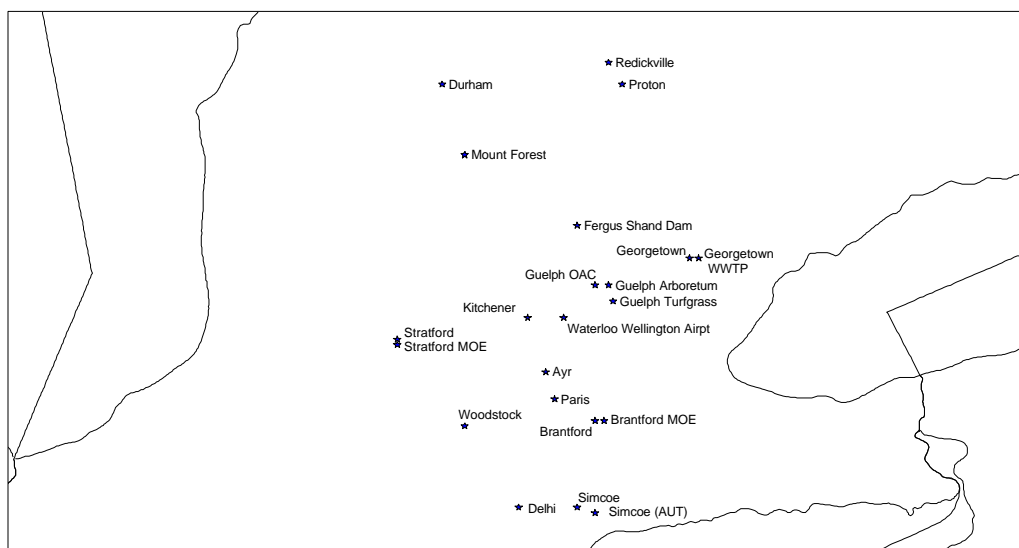 Redickville
Durham
Proton
Mount Forest
Fergus Shand Dam
Georgetown
Georgetown
WWTP
Guelph OAC
Guelph Arboretum
Guelph Turfgrass
Kitchener
Waterloo Wellington Airpt
Stratford
Stratford MOE
Ayr
Paris
Woodstock
Brantford
Brantford MOE
Simcoe
Delhi
Simcoe (AUT)